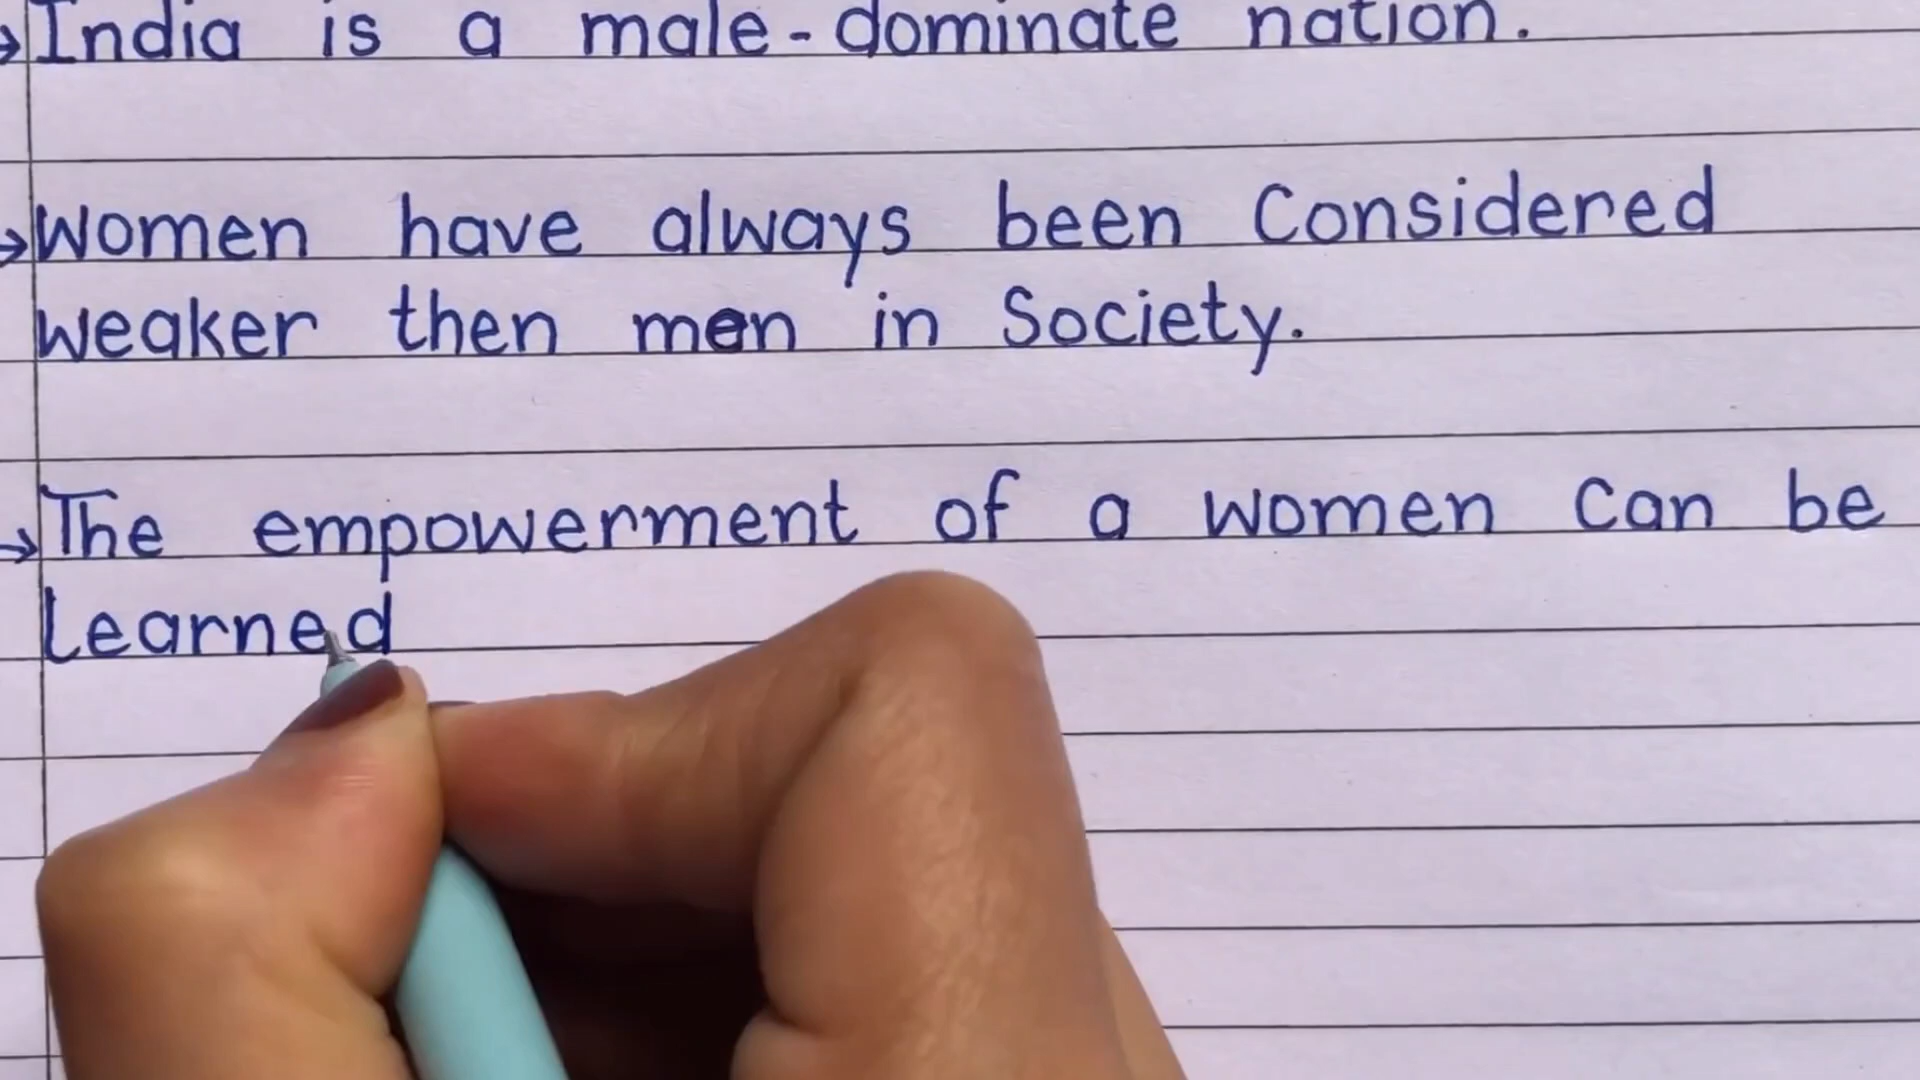 → India is a male-dominate nation.
→ Women have always been Considered
weaker then men in Society.
→ The empowerment of a women can be
learned